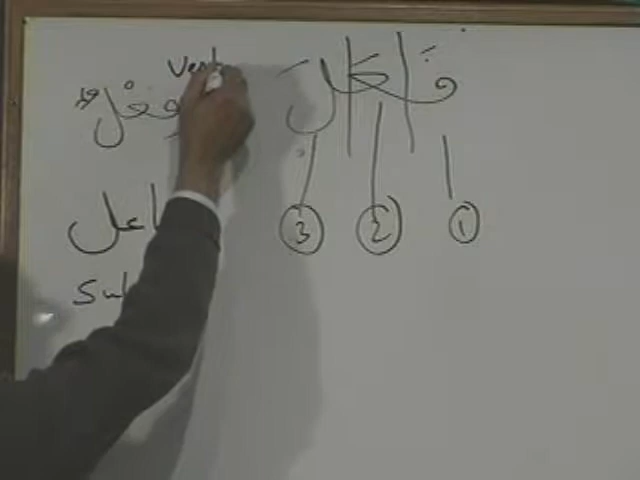 Verb
فِعْلٌ
فَعَلَ
③ ② ①
فاعل
Sub